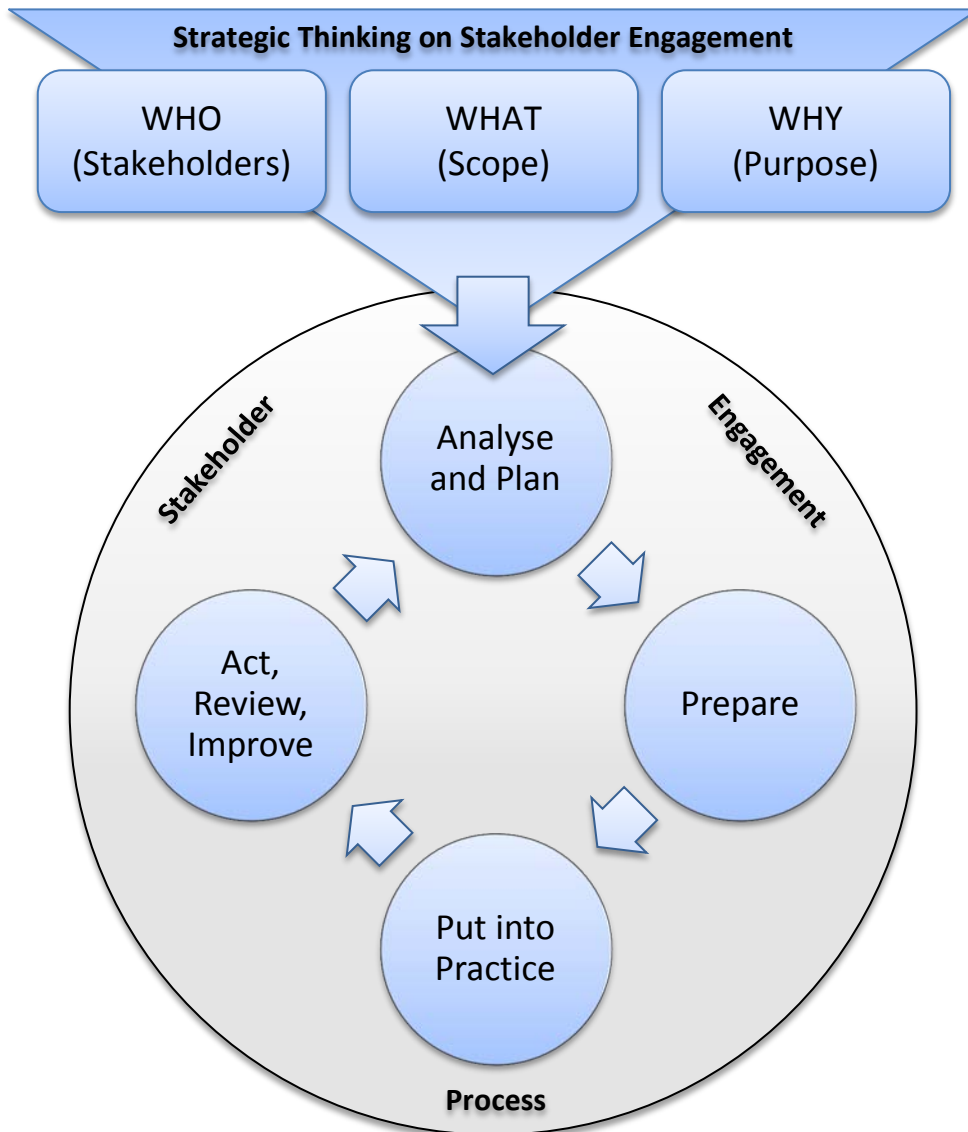 Strategic Thinking on Stakeholder Engagement
WHO
(Stakeholders)
WHAT
(Scope)
WHY
(Purpose)
Stakeholder
Engagement
Analyse
and Plan
Act,
Review,
Improve
Prepare
Put into
Practice
Process